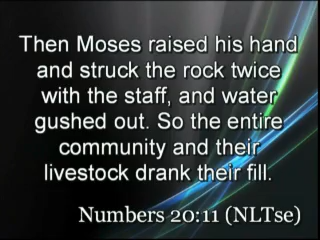 Then Moses raised his hand
and struck the rock twice
with the staff, and water
gushed out. So the entire
community and their
livestock drank their fill.
Numbers 20:11 (NLTse)